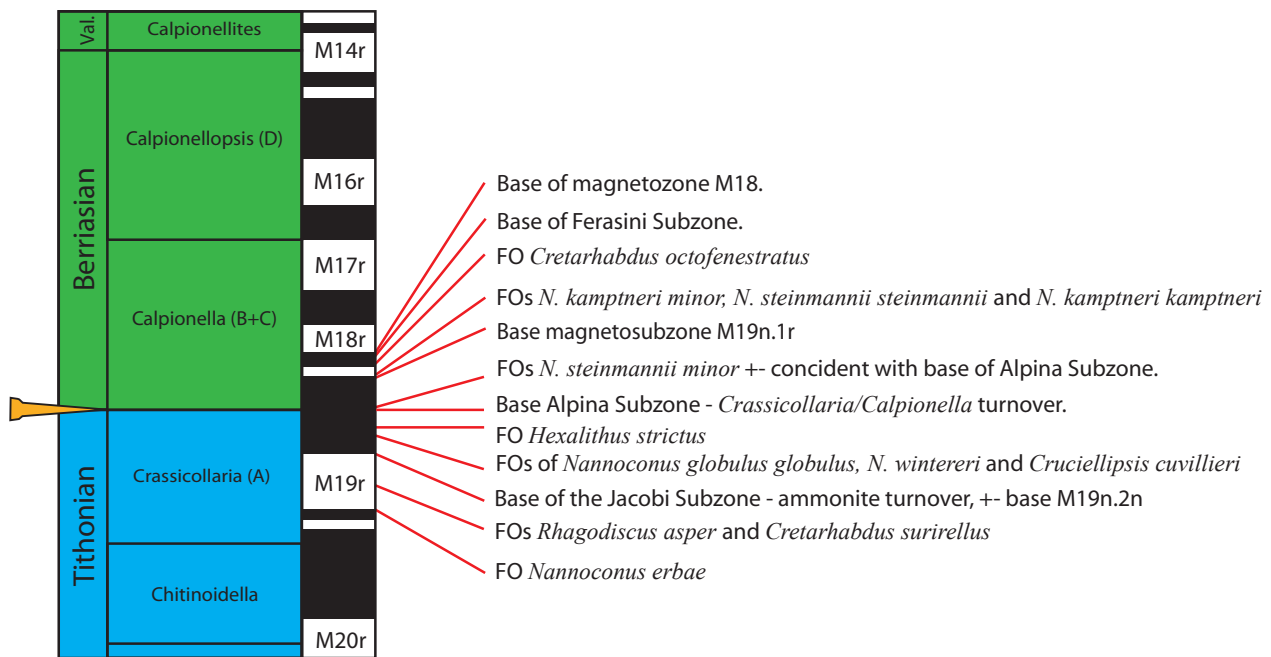 Val.
Calpionellites
M14r
Berriasian
Calpionellopsis (D)
M16r
M17r
Calpionella (B+C)
M18r
Tithonian
Crassicollaria (A)
M19r
Chitinoidella
M20r
Base of magnetozone M18.
Base of Ferasini Subzone.
FO Cretarhabdus octofenestratus
FOs N. kamptneri minor, N. steinmannii steinmannii and N. kamptneri kamptneri
Base magnetosubzone M19n.1r
FOs N. steinmannii minor +- concident with base of Alpina Subzone.
Base Alpina Subzone - Crassicollaria/Calpionella turnover.
FO Hexalithus strictus
FOs of Nannoconus globulus globulus, N. wintereri and Cruciellipsis cuvillieri
Base of the Jacobi Subzone - ammonite turnover, +- base M19n.2n
FOs Rhagodiscus asper and Cretarhabdus surirellus
FO Nannoconus erbae